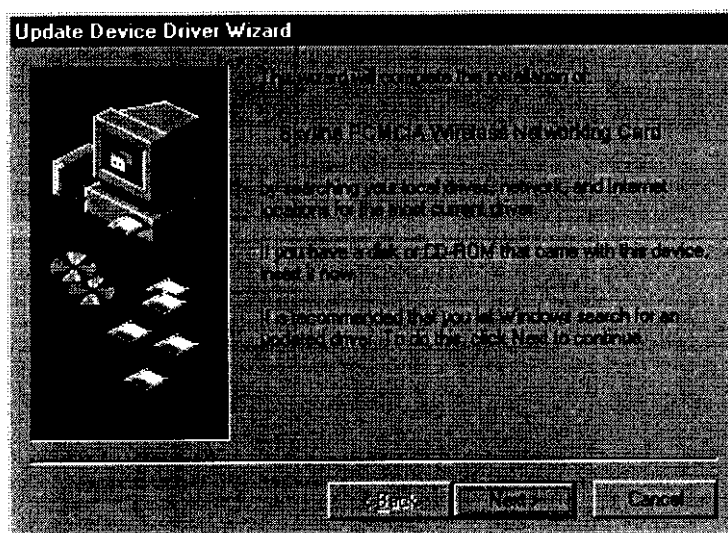 Update Device Driver Wizard
This wizard will complete the installation of:
PCMCIA Wireless Networking Card
by searching your local drives, network, and Internet
locations for the most current driver.
If you have a disk or CD-ROM that came with this device,
insert it now.
It is recommended that you let Windows search for an
updated driver. To do this, click Next to continue.
< Back
Next >
Cancel